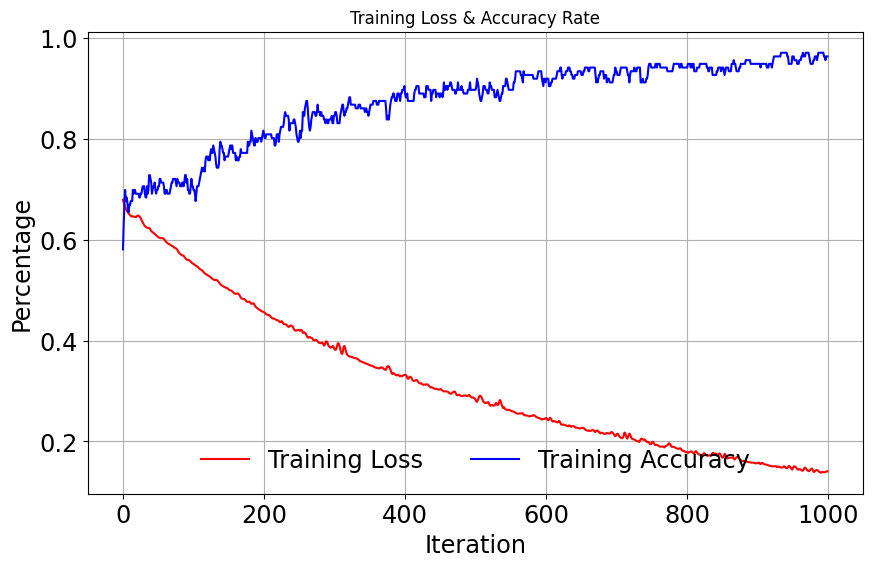 Training Loss & Accuracy Rate
1.0
0.8
0.6
0.4
0.2
Percentage
Training Loss
Training Accuracy
0 200 400 600 800 1000
Iteration